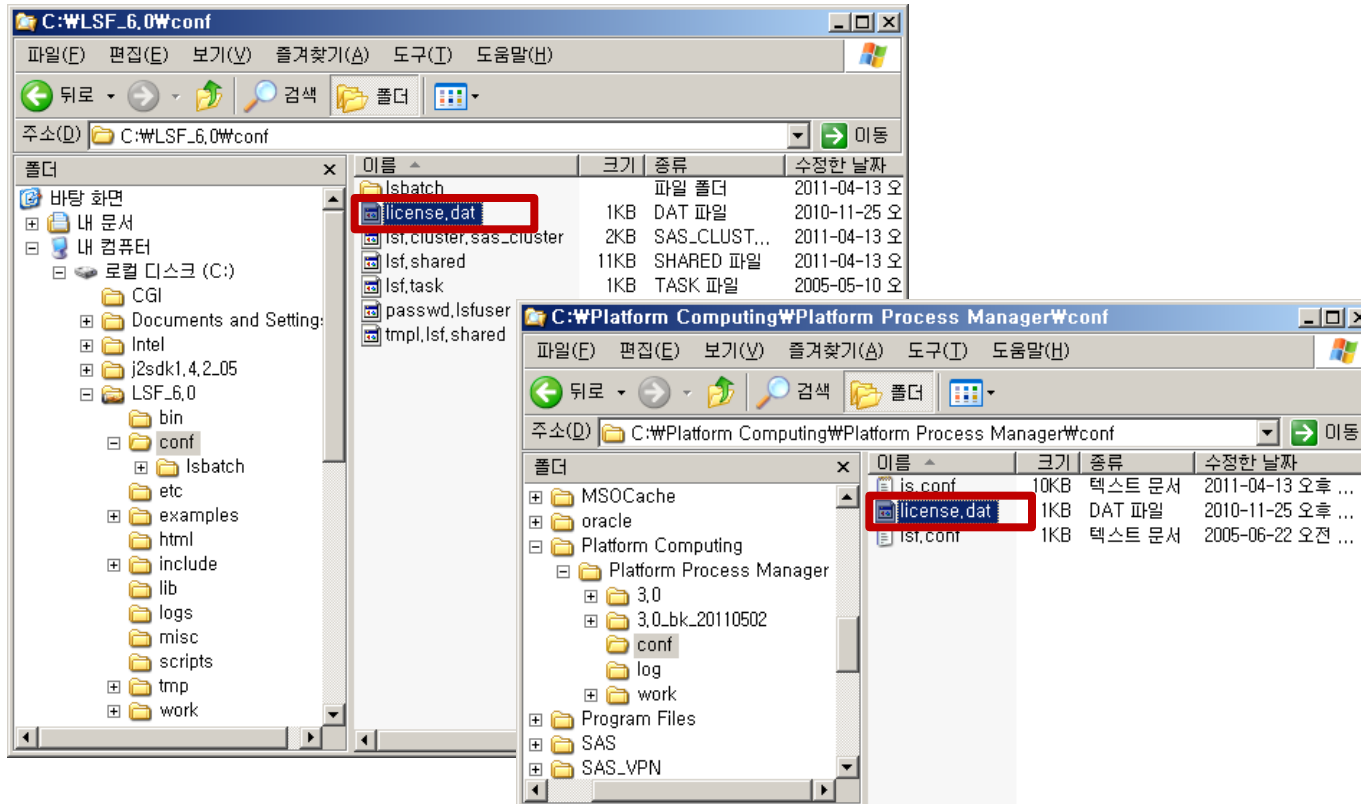 C:₩LSF_6,0₩conf
파일(F) 편집(E) 보기(V) 즐겨찾기(A) 도구(T) 도움말(H)
뒤로 검색 폴더
주소(D) C:₩LSF_6,0₩conf 이동
폴더 x
이름 크기 종류 수정한 날짜
바탕 화면
내 문서
내 컴퓨터
로컬 디스크 (C:)
CGI
Documents and Setting
Intel
j2sdk1,4,2_05
LSF_6,0
bin
conf
lsbatch
etc
examples
html
include
lib
logs
misc
scripts
tmp
work
lsbatch 파일 폴더 2011-04-13 오
license,dat 1KB DAT 파일 2010-11-25 오
lsf,cluster,sas_cluster 2KB SAS_CLUST... 2011-04-13 오
lsf,shared 11KB SHARED 파일 2011-04-13 오
lsf,task 1KB TASK 파일 2005-05-10 오
passwd,lsfuser
tmpl,lsf,shared
C:₩Platform Computing₩Platform Process Manager₩conf
파일(F) 편집(E) 보기(V) 즐겨찾기(A) 도구(T) 도움말(H)
뒤로 검색 폴더
주소(D) C:₩Platform Computing₩Platform Process Manager₩conf 이동
폴더 x
이름 크기 종류 수정한 날짜
MSOCache
oracle
Platform Computing
Platform Process Manager
3,0
3,0_bk_20110502
conf
log
work
Program Files
SAS
SAS_VPN
js,conf 10KB 텍스트 문서 2011-04-13 오후 ...
license,dat 1KB DAT 파일 2010-11-25 오후 ...
lsf,conf 1KB 텍스트 문서 2005-06-22 오전 ...